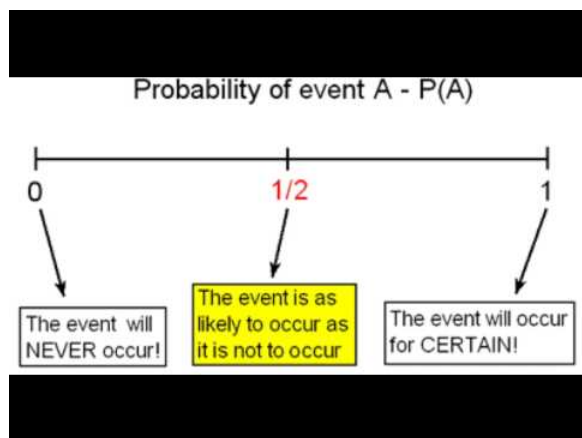 Probability of event A - P(A)
0
1/2
1
The event will
NEVER occur!
The event is as
likely to occur as
it is not to occur
The event will occur
for CERTAIN!